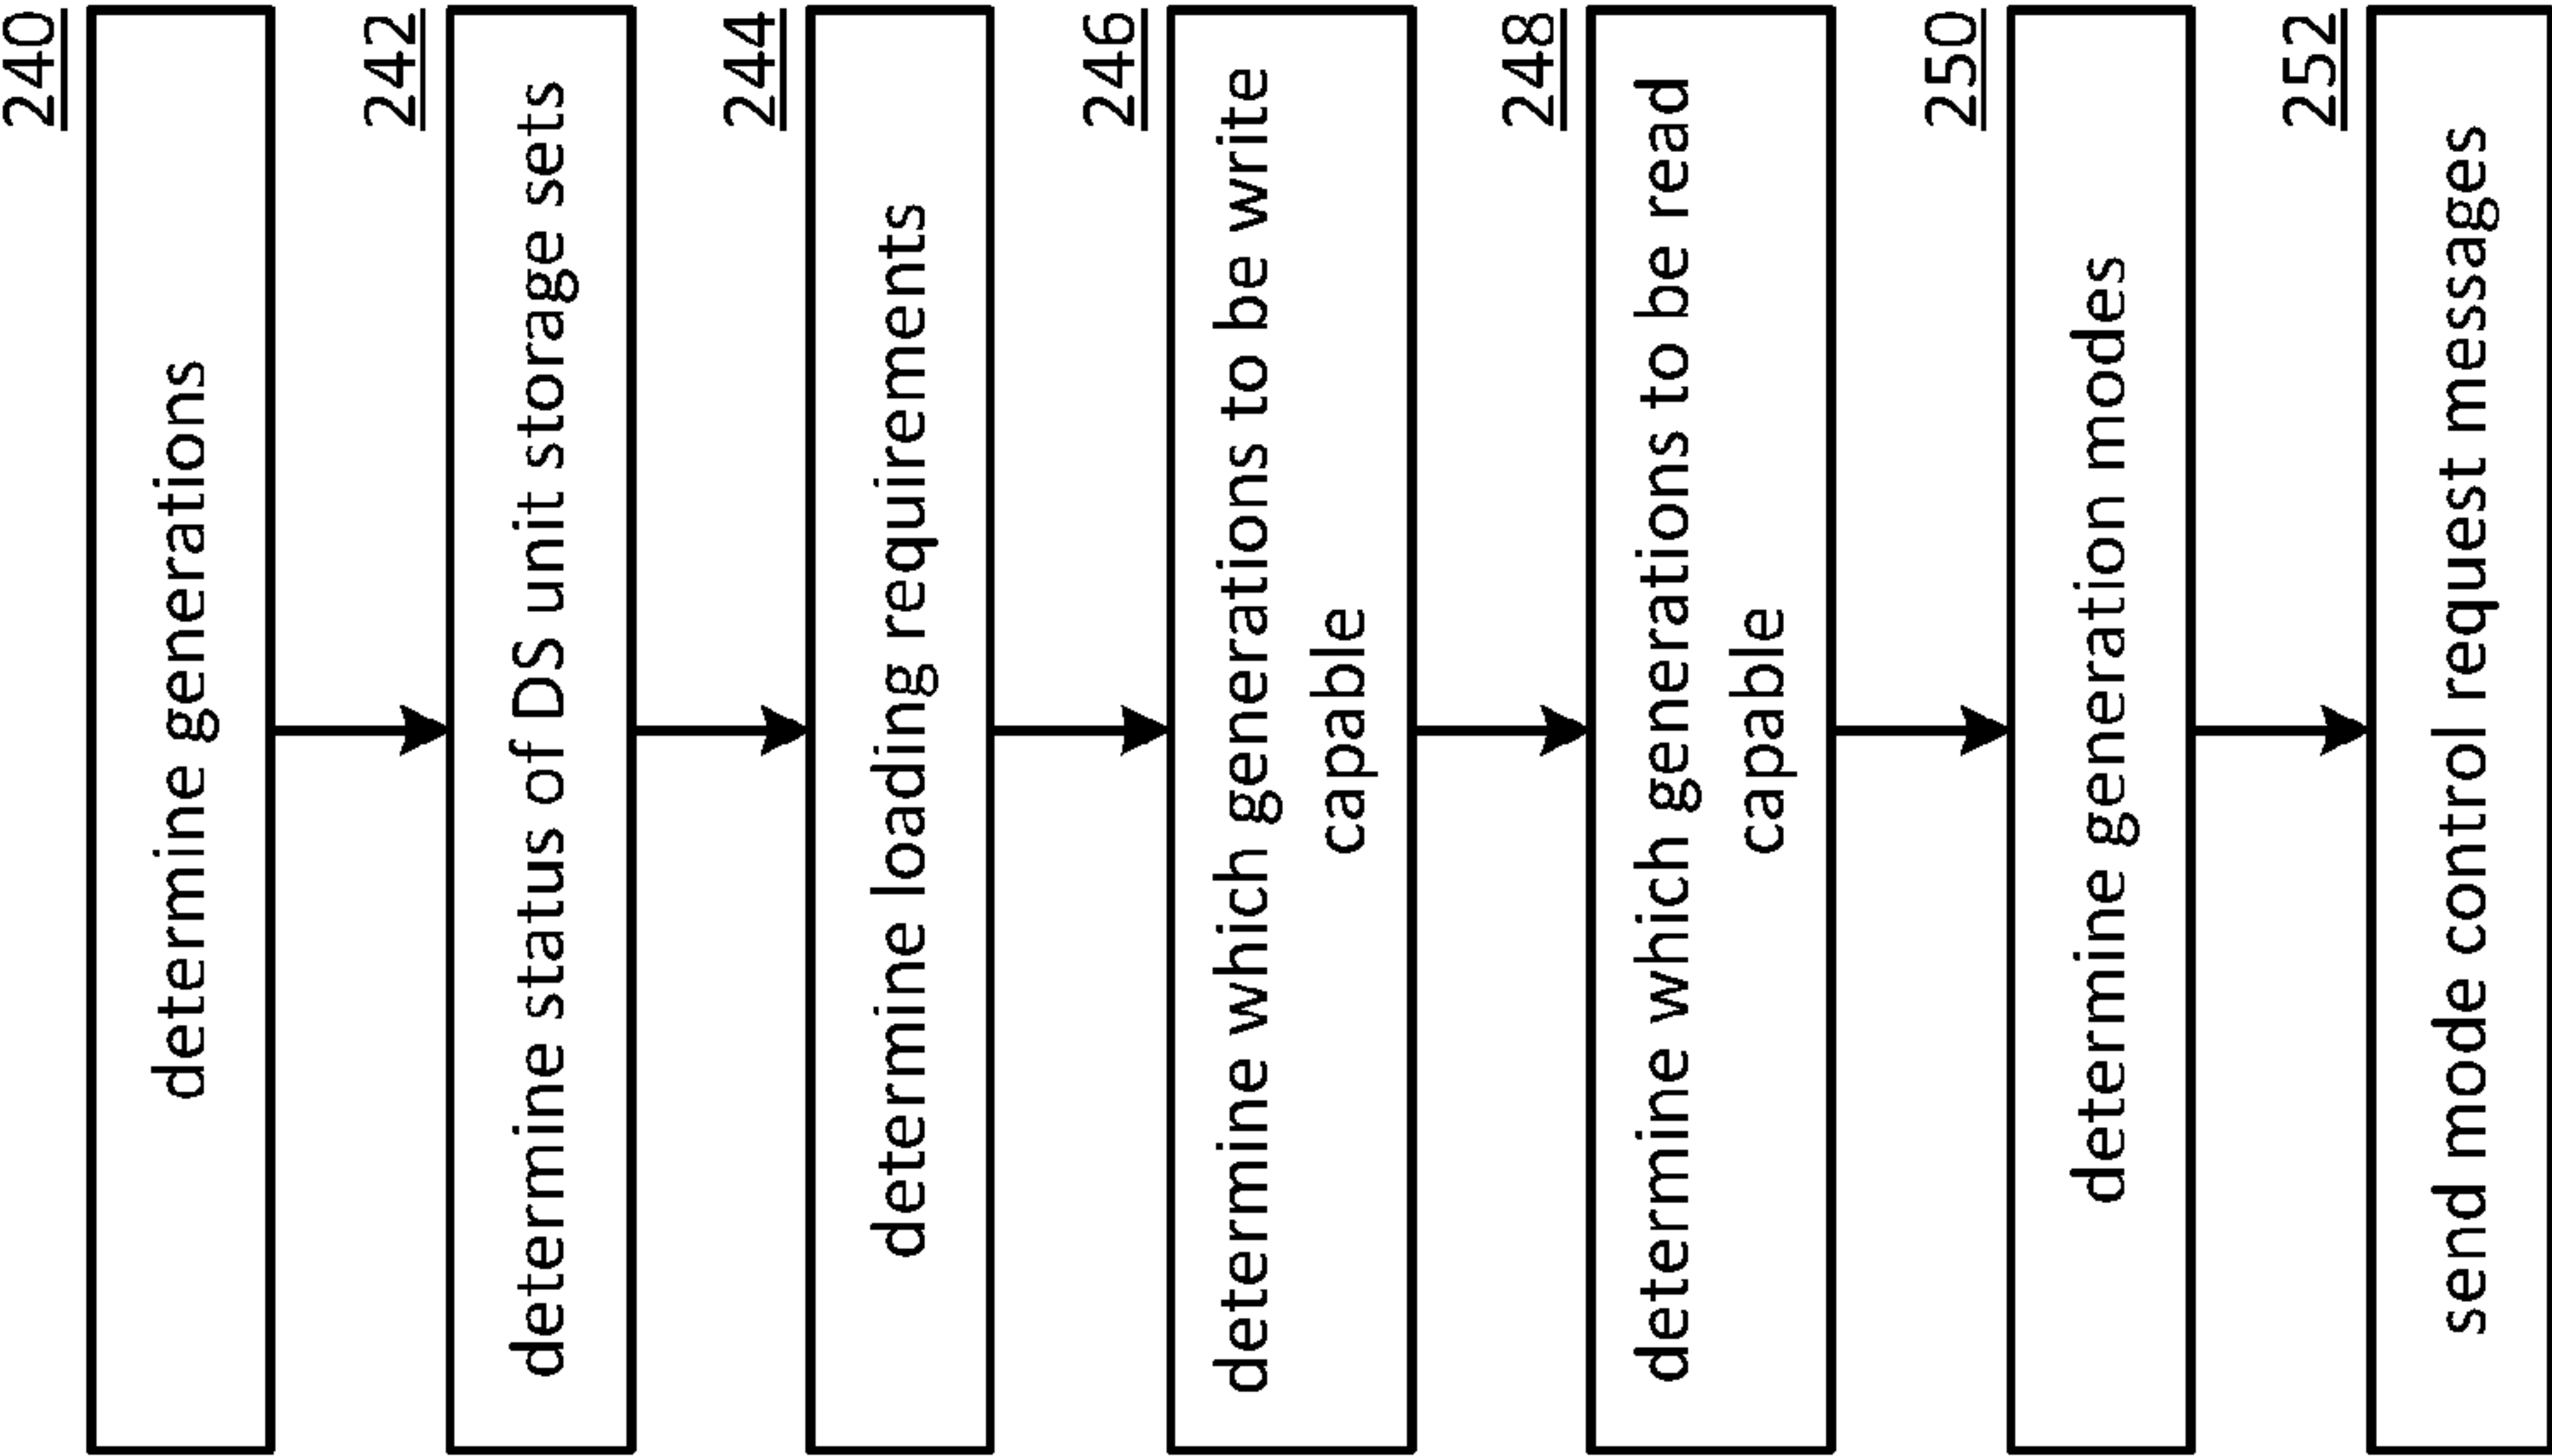 240
determine generations
242
determine status of DS unit storage sets
244
determine loading requirements
246
determine which generations to be write
capable
248
determine which generations to be read
capable
250
determine generation modes
252
send mode control request messages